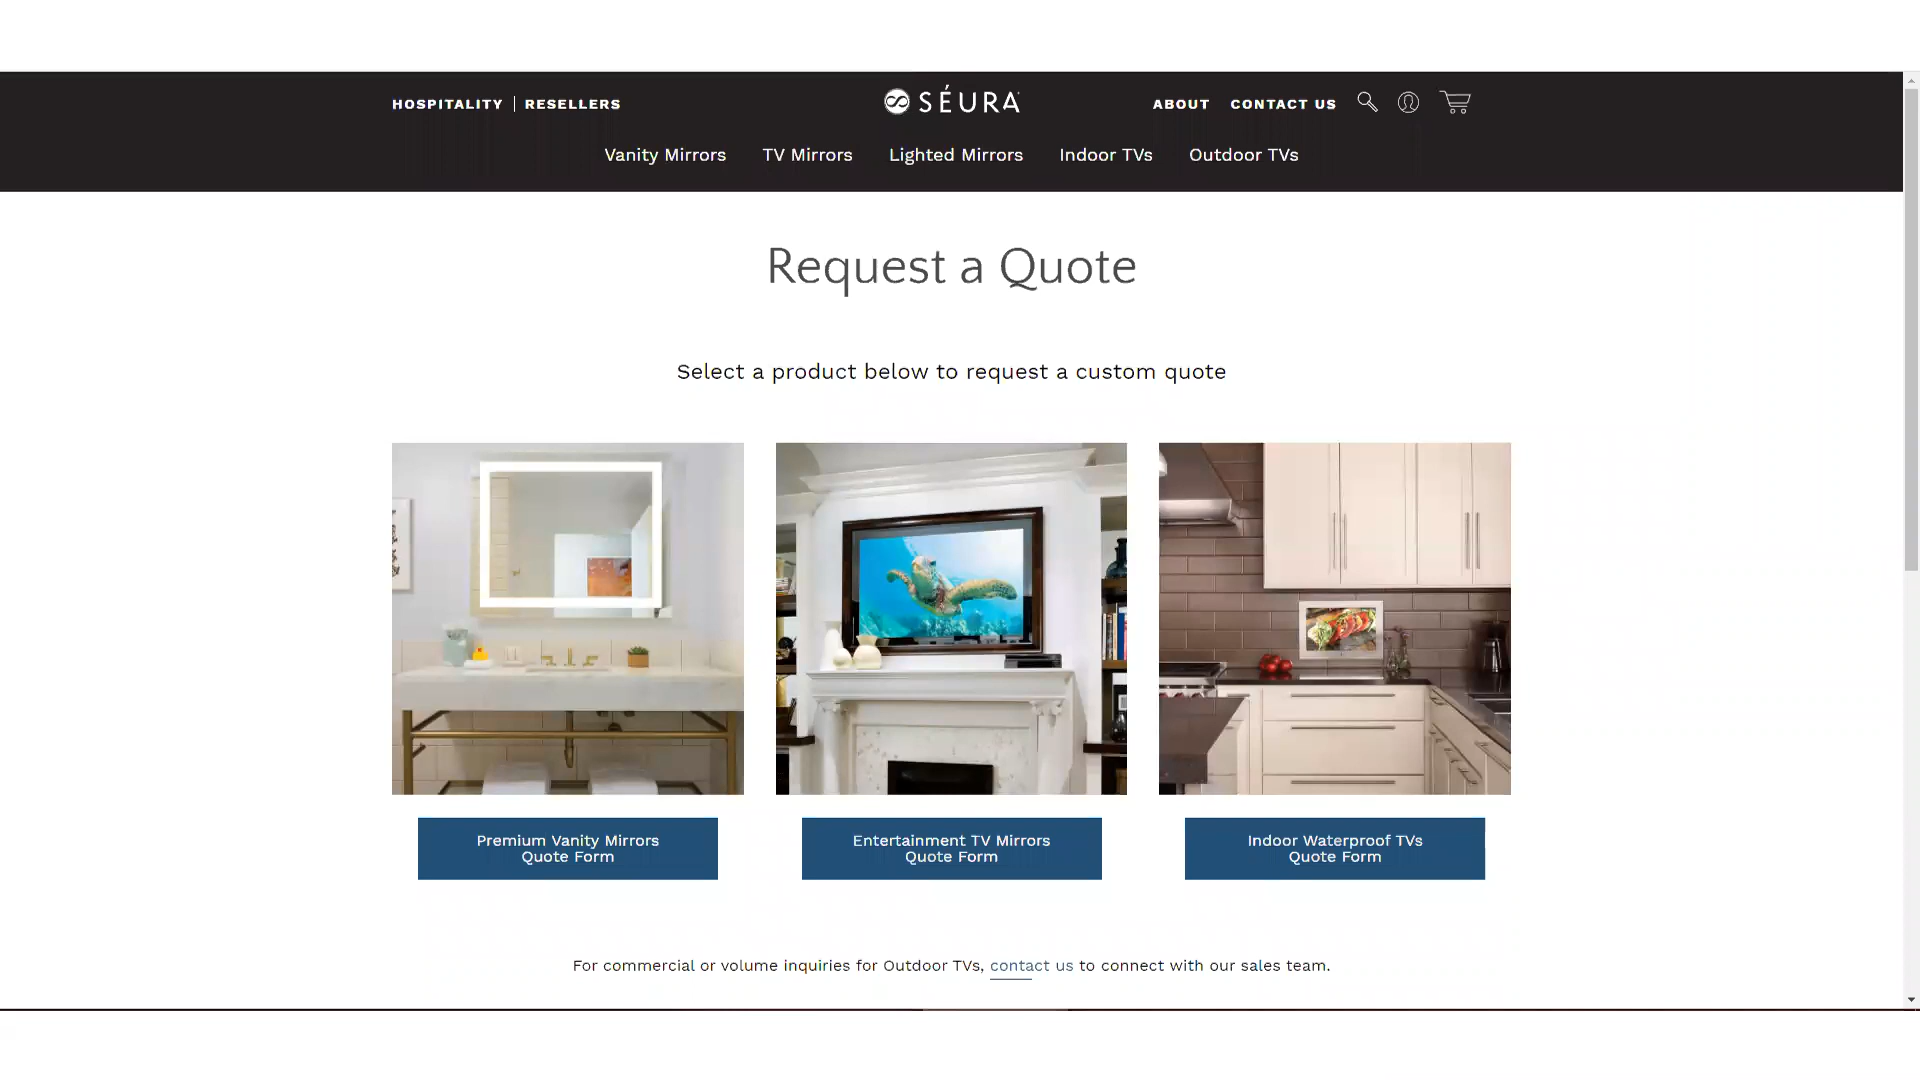 HOSPITALITY | RESELLERS
SÉURA
ABOUT CONTACT US
Vanity Mirrors TV Mirrors Lighted Mirrors Indoor TVs Outdoor TVs
Request a Quote
Select a product below to request a custom quote
Premium Vanity Mirrors
Quote Form
Entertainment TV Mirrors
Quote Form
Indoor Waterproof TVs
Quote Form
For commercial or volume inquiries for Outdoor TVs, contact us to connect with our sales team.